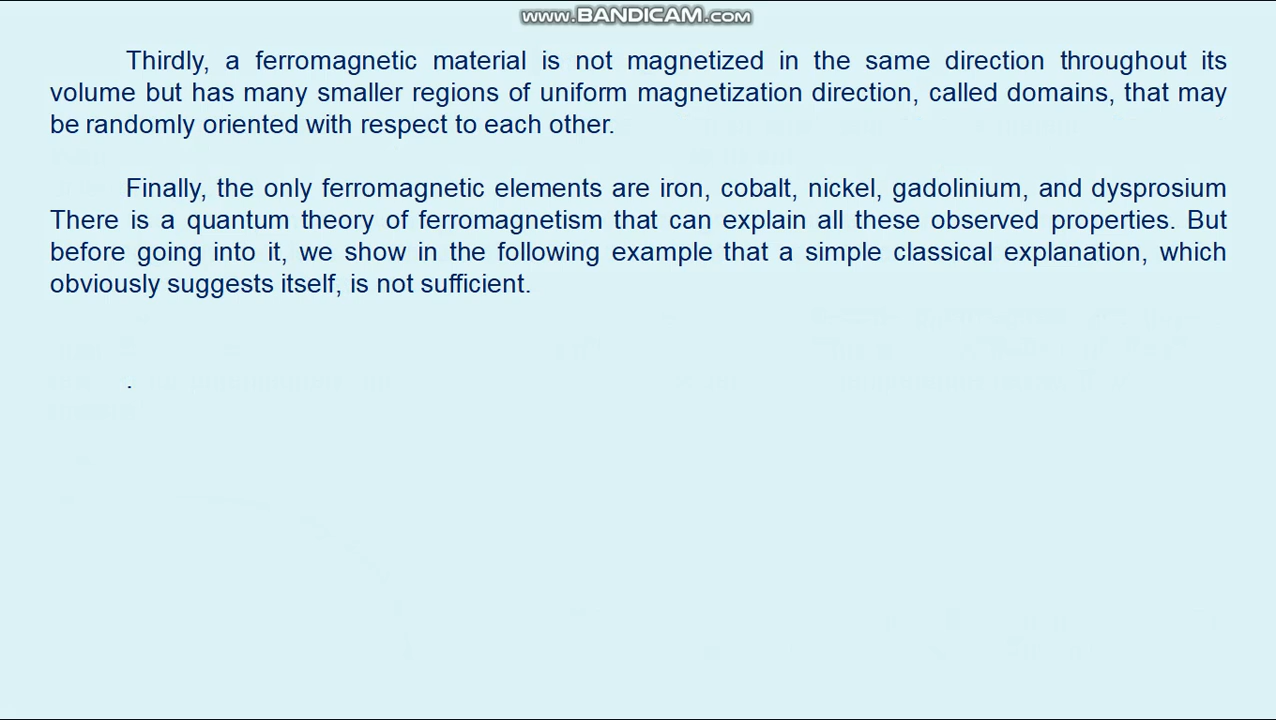 www.BANDICAM.com
Thirdly, a ferromagnetic material is not magnetized in the same direction throughout its
volume but has many smaller regions of uniform magnetization direction, called domains, that may
be randomly oriented with respect to each other.
Finally, the only ferromagnetic elements are iron, cobalt, nickel, gadolinium, and dysprosium
There is a quantum theory of ferromagnetism that can explain all these observed properties. But
before going into it, we show in the following example that a simple classical explanation, which
obviously suggests itself, is not sufficient.